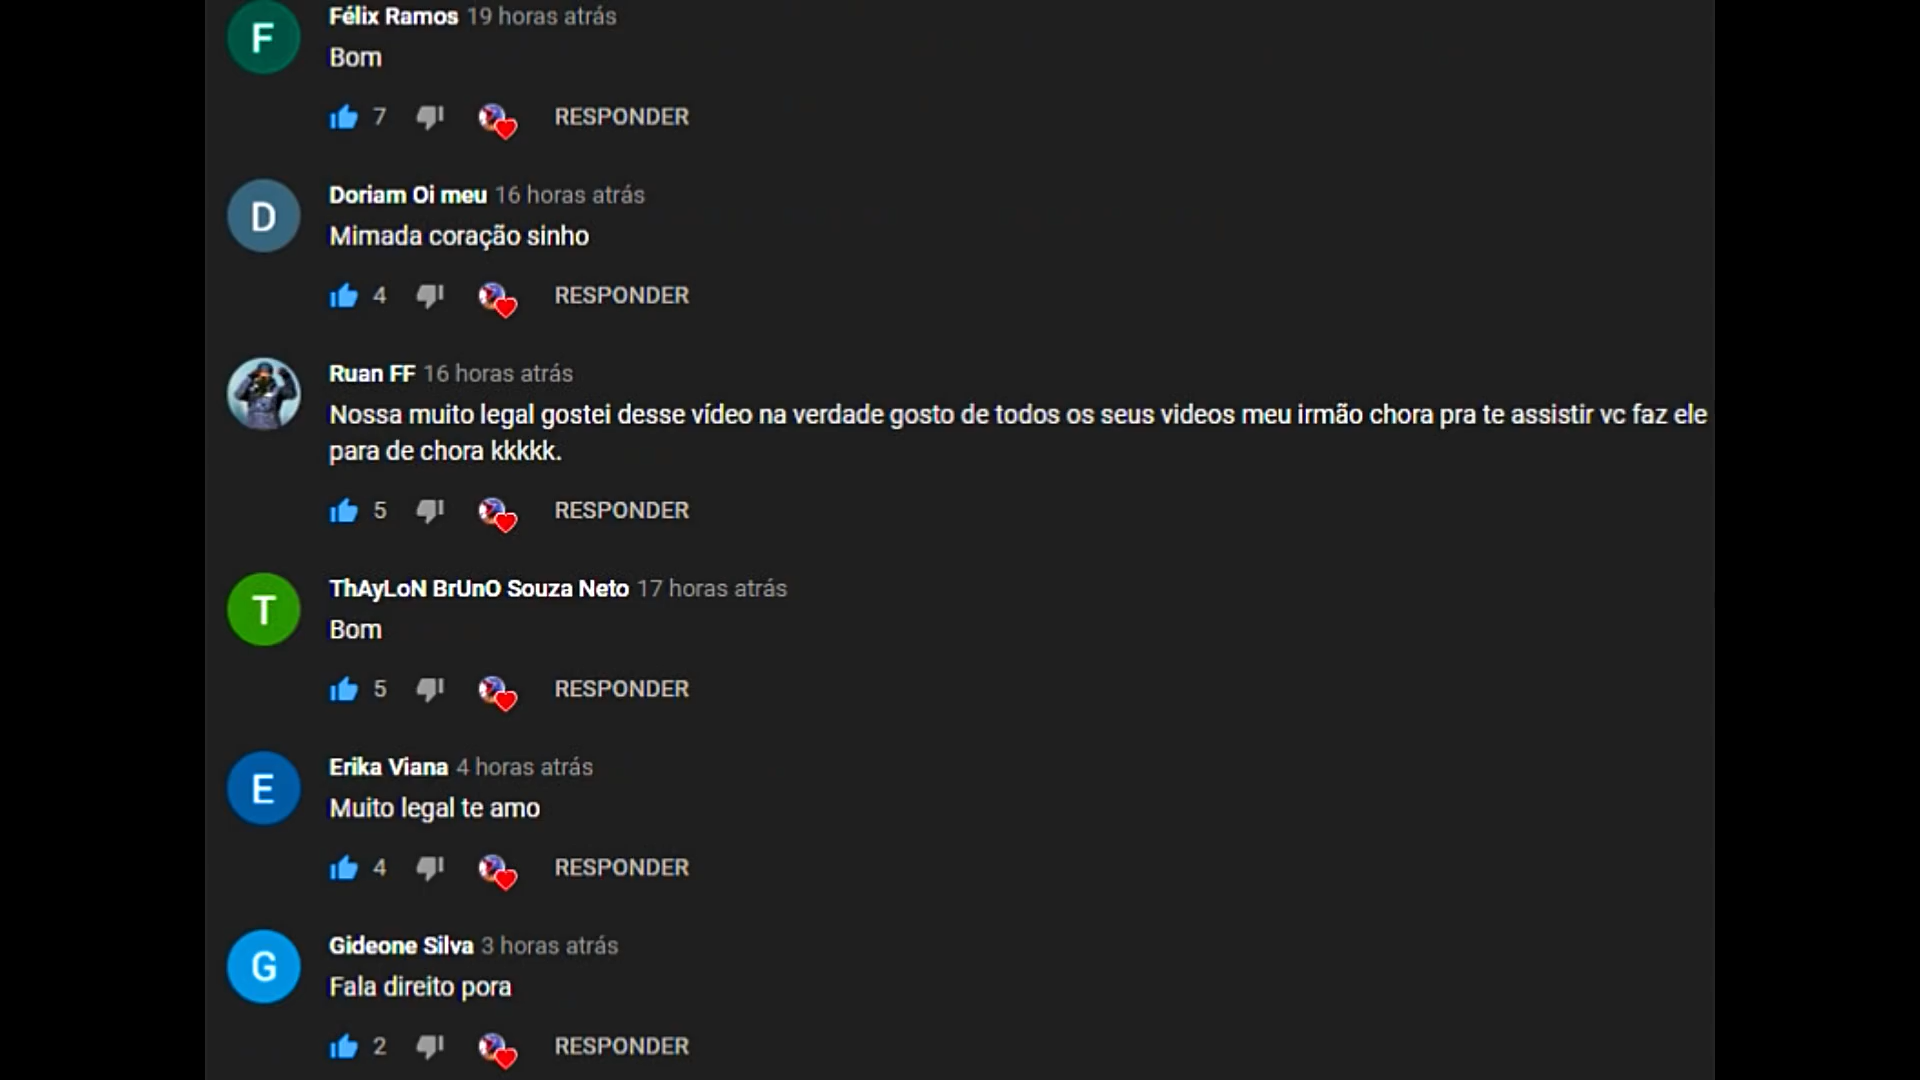 F
Félix Ramos 19 horas atrás
Bom
7 RESPONDER
D
Doriam Oi meu 16 horas atrás
Mimada coração sinho
4 RESPONDER
Ruan FF 16 horas atrás
Nossa muito legal gostei desse vídeo na verdade gosto de todos os seus videos meu irmão chora pra te assistir vc faz ele
para de chora kkkkk.
5 RESPONDER
T
ThAyLoN BrUnO Souza Neto 17 horas atrás
Bom
5 RESPONDER
E
Erika Viana 4 horas atrás
Muito legal te amo
4 RESPONDER
G
Gideone Silva 3 horas atrás
Fala direito pora
2 RESPONDER